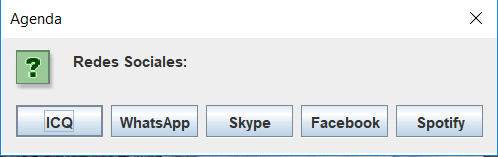 Agenda
Redes Sociales:
ICQ WhatsApp Skype Facebook Spotify